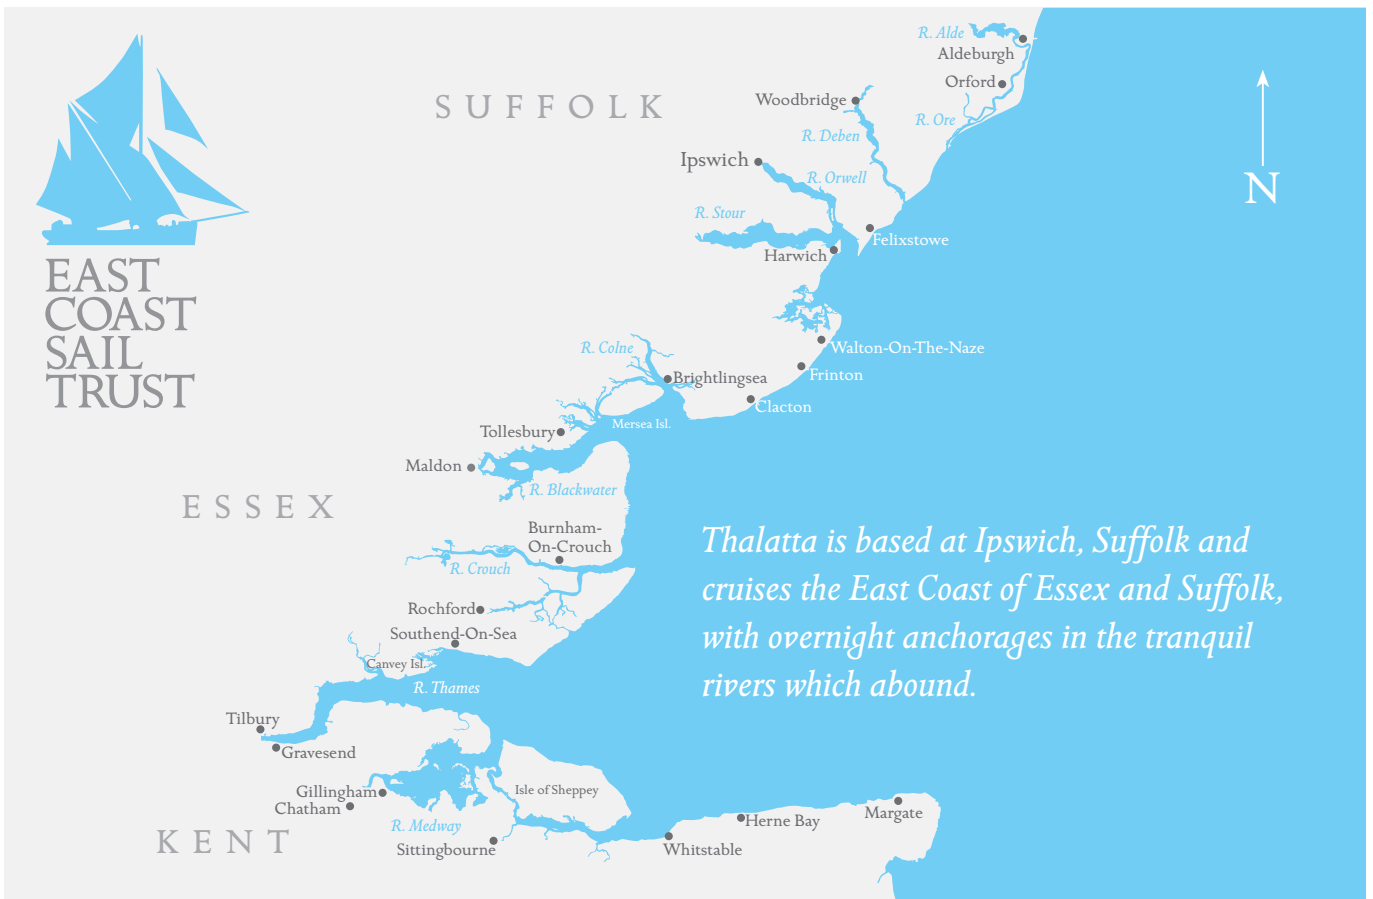 R. Alde
Aldeburgh
Orford
SUFFOLK
Woodbridge
R. Ore
R. Deben
Ipswich
R. Orwell
N
R. Stour
Felixstowe
Harwich
EAST
COAST
SAIL
TRUST
R. Colne
Walton-On-The-Naze
Brightlingsea
Frinton
Clacton
Mersea Isl.
Tollesbury
Maldon
R. Blackwater
ESSEX
Burnham-
On-Crouch
R. Crouch
Thalatta is based at Ipswich, Suffolk and
cruises the East Coast of Essex and Suffolk,
with overnight anchorages in the tranquil
rivers which abound.
Rochford
Southend-On-Sea
Canvey Isl.
R. Thames
Tilbury
Gravesend
Gillingham
Isle of Sheppey
Chatham
R. Medway
KENT
Sittingbourne
Herne Bay
Margate
Whitstable